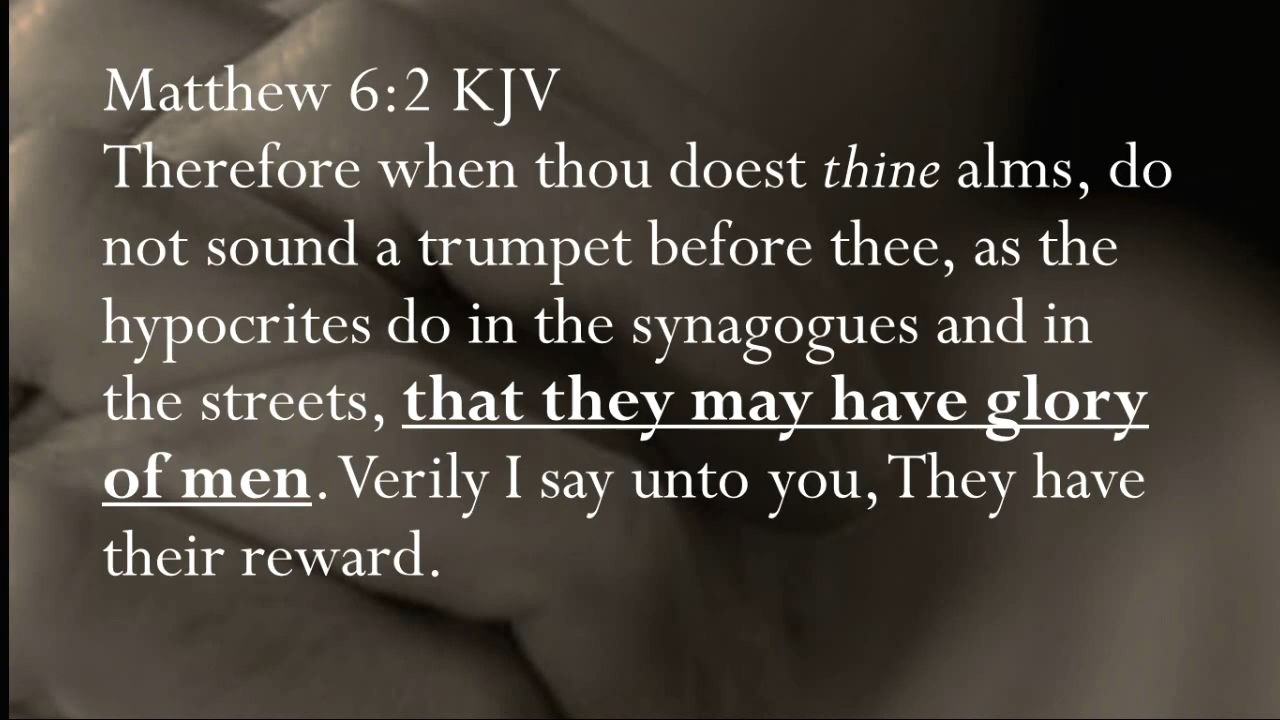 Matthew 6:2 KJV
Therefore when thou doest thine alms, do
not sound a trumpet before thee, as the
hypocrites do in the synagogues and in
the streets, that they may have glory
of men. Verily I say unto you, They have
their reward.